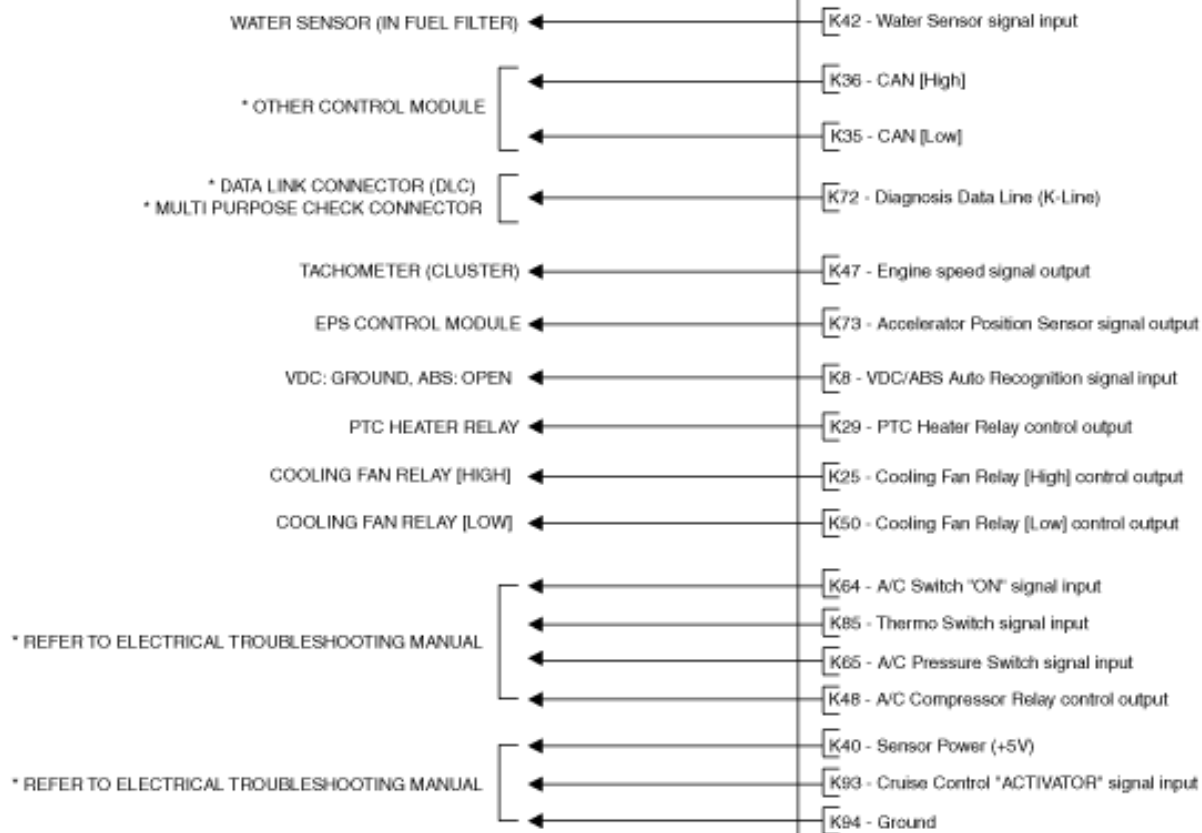 WATER SENSOR (IN FUEL FILTER) K42 - Water Sensor signal input
K36 - CAN [High]
* OTHER CONTROL MODULE
K35 - CAN [Low]
* DATA LINK CONNECTOR (DLC)
* MULTI PURPOSE CHECK CONNECTOR
K72 - Diagnosis Data Line (K-Line)
TACHOMETER (CLUSTER) K47 - Engine speed signal output
EPS CONTROL MODULE K73 - Accelerator Position Sensor signal output
VDC: GROUND, ABS: OPEN K8 - VDC/ABS Auto Recognition signal input
PTC HEATER RELAY K29 - PTC Heater Relay control output
COOLING FAN RELAY [HIGH] K25 - Cooling Fan Relay [High] control output
COOLING FAN RELAY [LOW] K50 - Cooling Fan Relay [Low] control output
K64 - A/C Switch "ON" signal input
K85 - Thermo Switch signal input
* REFER TO ELECTRICAL TROUBLESHOOTING MANUAL
K65 - A/C Pressure Switch signal input
K48 - A/C Compressor Relay control output
K40 - Sensor Power (+5V)
* REFER TO ELECTRICAL TROUBLESHOOTING MANUAL K93 - Cruise Control "ACTIVATOR" signal input
K94 - Ground